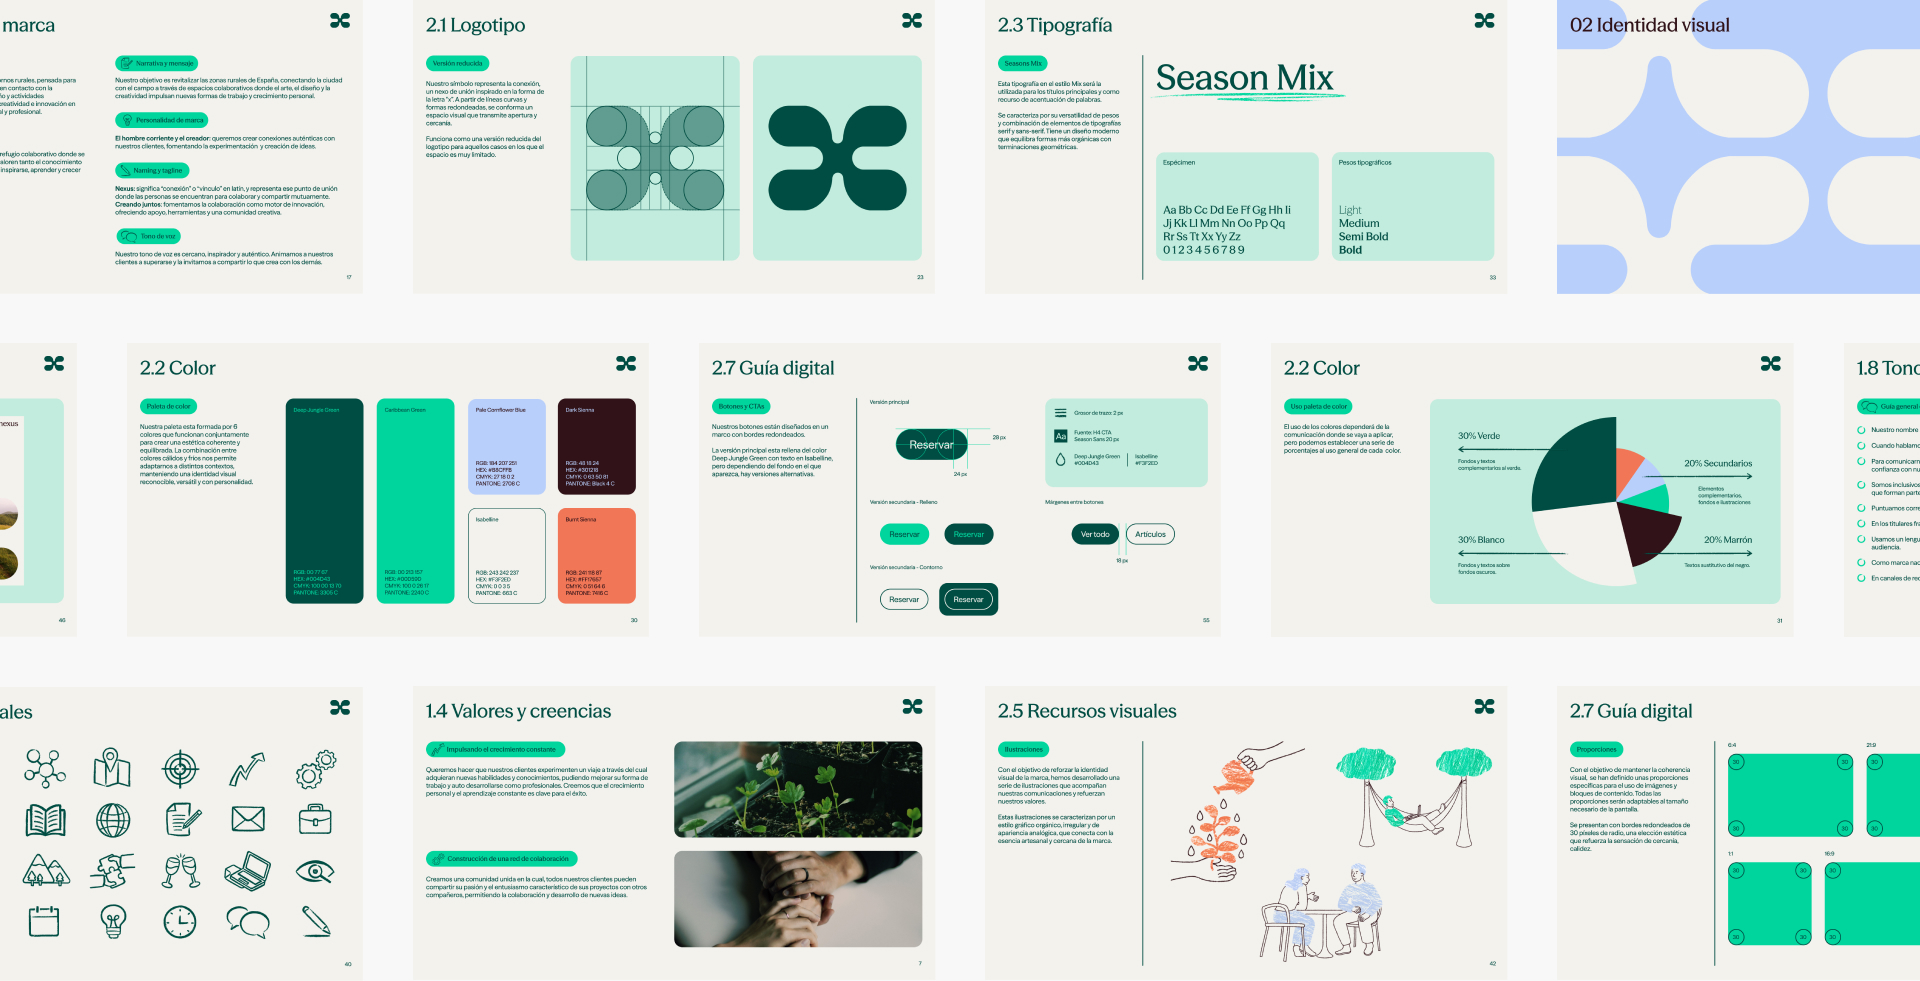 marca
ornos rurales, pensada para
en contacto con la
ño y actividades
creatividad e innovación en
al y profesional.
refugio colaborativo donde se
valoren tanto el conocimiento
inspirarse, aprender y crecer
Narrativa y mensaje
Nuestro objetivo es revitalizar las zonas rurales de España, conectando la ciudad
con el campo a través de espacios colaborativos donde el arte, el diseño y la
creatividad impulsan nuevas formas de trabajo y crecimiento personal.
Personalidad de marca
El hombre corriente y el creador: queremos crear conexiones auténticas con
nuestros clientes, fomentando la experimentación y creación de ideas.
Naming y tagline
Nexus: significa "conexión" o "vínculo" en latín, y representa ese punto de unión
donde las personas se encuentran para colaborar y compartir mutuamente.
Creando juntos: fomentamos la colaboración como motor de innovación,
ofreciendo apoyo, herramientas y una comunidad creativa.
Tono de voz
Nuestro tono de voz es cercano, inspirador y auténtico. Animamos a nuestros
clientes a superarse y la invitamos a compartir lo que crea con los demás.
17
2.1 Logotipo
Versión reducida
Nuestro símbolo representa la conexión,
un nexo de unión inspirado en la forma de
la letra "x". A partir de líneas curvas y
formas redondeadas, se conforma un
espacio visual que transmite apertura y
cercanía.
Funciona como una versión reducida del
logotipo para aquellos casos en los que el
espacio es muy limitado.
23
2.3 Tipografía
Seasons Mix
Esta tipografía en el estilo Mix será la
utilizada para los títulos principales y como
recurso de acentuación de palabras.
Se caracteriza por su versatilidad de pesos
y combinación de elementos de tipografías
serif y sans-serif. Tiene un diseño moderno
que equilibra formas más orgánicas con
terminaciones geométricas.
Season Mix
Espécimen
Aa Bb Cc Dd Ee Ff Gg Hh Ii
Jj Kk Ll Mm Nn Oo Pp Qq
Rr Ss Tt Xx Yy Zz
0 1 2 3 4 5 6 7 8 9
Pesos tipográficos
Light
Medium
Semi Bold
Bold
33
02 Identidad visual
nexus
46
2.2 Color
Paleta de color
Nuestra paleta esta formada por 6
colores que funcionan conjuntamente
para crear una estética coherente y
equilibrada. La combinación entre
colores cálidos y fríos nos permite
adaptarnos a distintos contextos,
manteniendo una identidad visual
reconocible, versátil y con personalidad.
Deep Jungle Green
RGB: 00 77 67
HEX: #004D43
CMYK: 100 00 13 70
PANTONE: 3305 C
Caribbean Green
RGB: 00 213 157
PANTONE: 2240 C
Pale Cornflower Blue
RGB: 184 207 251
HEX: #B8CFFB
CMYK: 27 18 0 2
PANTONE: 2706 C
Dark Sienna
RGB: 48 18 24
HEX: #301216
CMYK: 0 63 50 81
PANTONE: Black 4 C
Isabelline
RGB: 243 242 237
HEX: #F3F2ED
CMYK: 0 0 3 5
PANTONE: 663 C
Burnt Sienna
RGB: 241 118 87
HEX: #FF17657
CMYK: 0 51 64 6
PANTONE: 7416 C
30
2.7 Guía digital
Botones y CTAs
Nuestros botones están diseñados en un
marco con bordes redondeados.
La versión principal esta rellena del color
Deep Jungle Green con texto en Isabelline,
pero dependiendo del fondo en el que
aparezca, hay versiones alternativas.
Versión principal
Reservar
28 px
24 px
Grosor de trazo: 2 px
Aa
Fuente: H4 CTA
Season Sans 20 px
Deep Jungle Green
#004D43
Isabelline
#F3F2ED
Versión secundaria - Relleno
Reservar
Reservar
Márgenes entre botones
Ver todo
Artículos
18 px
Versión secundaria - Contorno
Reservar
Reservar
55
2.2 Color
Uso paleta de color
El uso de los colores dependerá de la
comunicación donde se vaya a aplicar,
pero podemos establecer una serie de
porcentajes al uso general de cada color.
30% Verde
Fondos y textos
complementarios al verde.
20% Secundarios
Elementos
complementarios,
fondos e ilustraciones
30% Blanco
Fondos y textos sobre
fondos oscuros.
20% Marrón
Textos sustitutivo del negro.
31
1.8 Tono
Guía general
Nuestro nombre
Cuando hablamo
Para comunicarn
confianza con nu
Somos inclusivos
que forman parte
Puntuamos corre
En los titulares fra
Usamos un lengu
audiencia.
Como marca nac
En canales de red
ales
40
1.4 Valores y creencias
Impulsando el crecimiento constante
Queremos hacer que nuestros clientes experimenten un viaje a través del cual
adquieran nuevas habilidades y conocimientos, pudiendo mejorar su forma de
trabajo y auto desarrollarse como profesionales. Creemos que el crecimiento
personal y el aprendizaje constante es clave para el éxito.
Construcción de una red de colaboración
Creamos una comunidad unida en la cual, todos nuestros clientes pueden
compartir su pasión y el entusiasmo característico de sus proyectos con otros
compañeros, permitiendo la colaboración y desarrollo de nuevas ideas.
7
2.5 Recursos visuales
Ilustraciones
Con el objetivo de reforzar la identidad
visual de la marca, hemos desarrollado una
serie de ilustraciones que acompañan
nuestras comunicaciones y refuerzan
nuestros valores.
Estas ilustraciones se caracterizan por un
estilo gráfico orgánico, irregular y de
apariencia analógica, que conecta con la
esencia artesanal y cercana de la marca.
42
2.7 Guía digital
Proporciones
Con el objetivo de mantener la coherencia
visual, se han definido unas proporciones
específicas para el uso de imágenes y
bloques de contenido. Todas las
proporciones serán adaptables al tamaño
necesario de la pantalla.
Se presentan con bordes redondeados de
30 píxeles de radio, una elección estética
que refuerza la sensación de cercanía,
calidez.
6:4
30
30
30
30
21:9
30
30
1:1
30
30
30
30
16:9
30
30